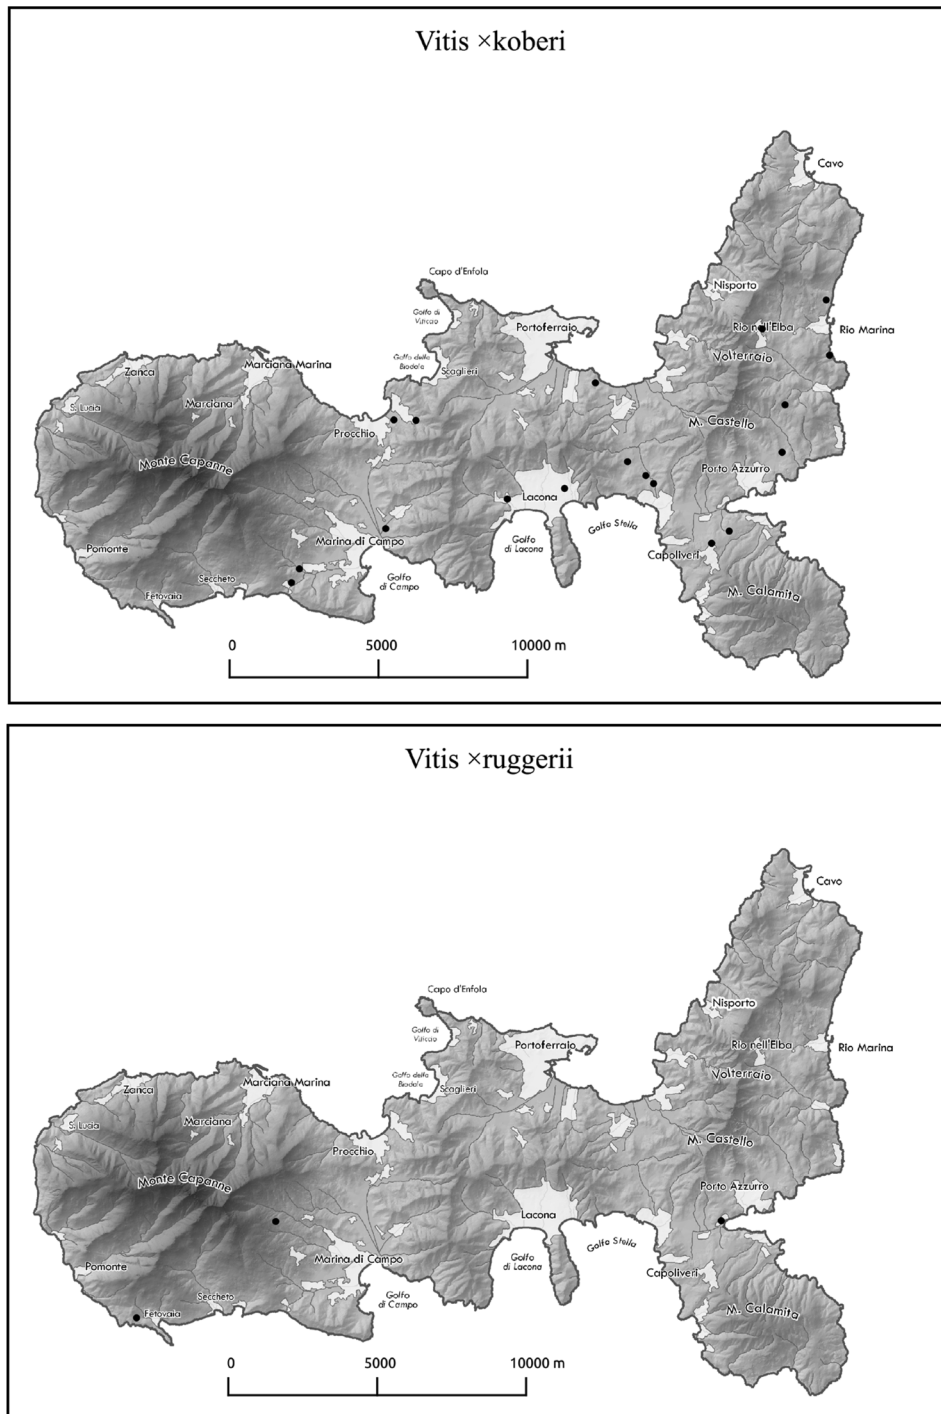 Vitis ×koberi
Cavo
Capo d'Enfola
Nisporto
Golfo di
Viticcio
Portoferraio
Rio nell'Elba
Rio Marina
Volterraio
Golfo della
Biodola
Marciana Marina
Zanca
Scaglieri
S. Lucia
Marciana
Procchio
M. Castello
Monte Capanne
Porto Azzurro
Lacona
Golfo Stella
Marina di Campo
Golfo
di Lacona
Pomonte
Capoliveri
Seccheto
Golfo
di Campo
M. Calamita
Fetovaia
0 5000 10000 m
Vitis ×ruggerii
Cavo
Capo d'Enfola
Nisporto
Golfo di
Viticcio
Portoferraio
Rio nell'Elba
Rio Marina
Volterraio
Golfo della
Biodola
Marciana Marina
Zanca
Scaglieri
S. Lucia
Marciana
Procchio
M. Castello
Monte Capanne
Porto Azzurro
Lacona
Golfo Stella
Marina di Campo
Golfo
di Lacona
Pomonte
Capoliveri
Seccheto
Golfo
di Campo
M. Calamita
Fetovaia
0 5000 10000 m